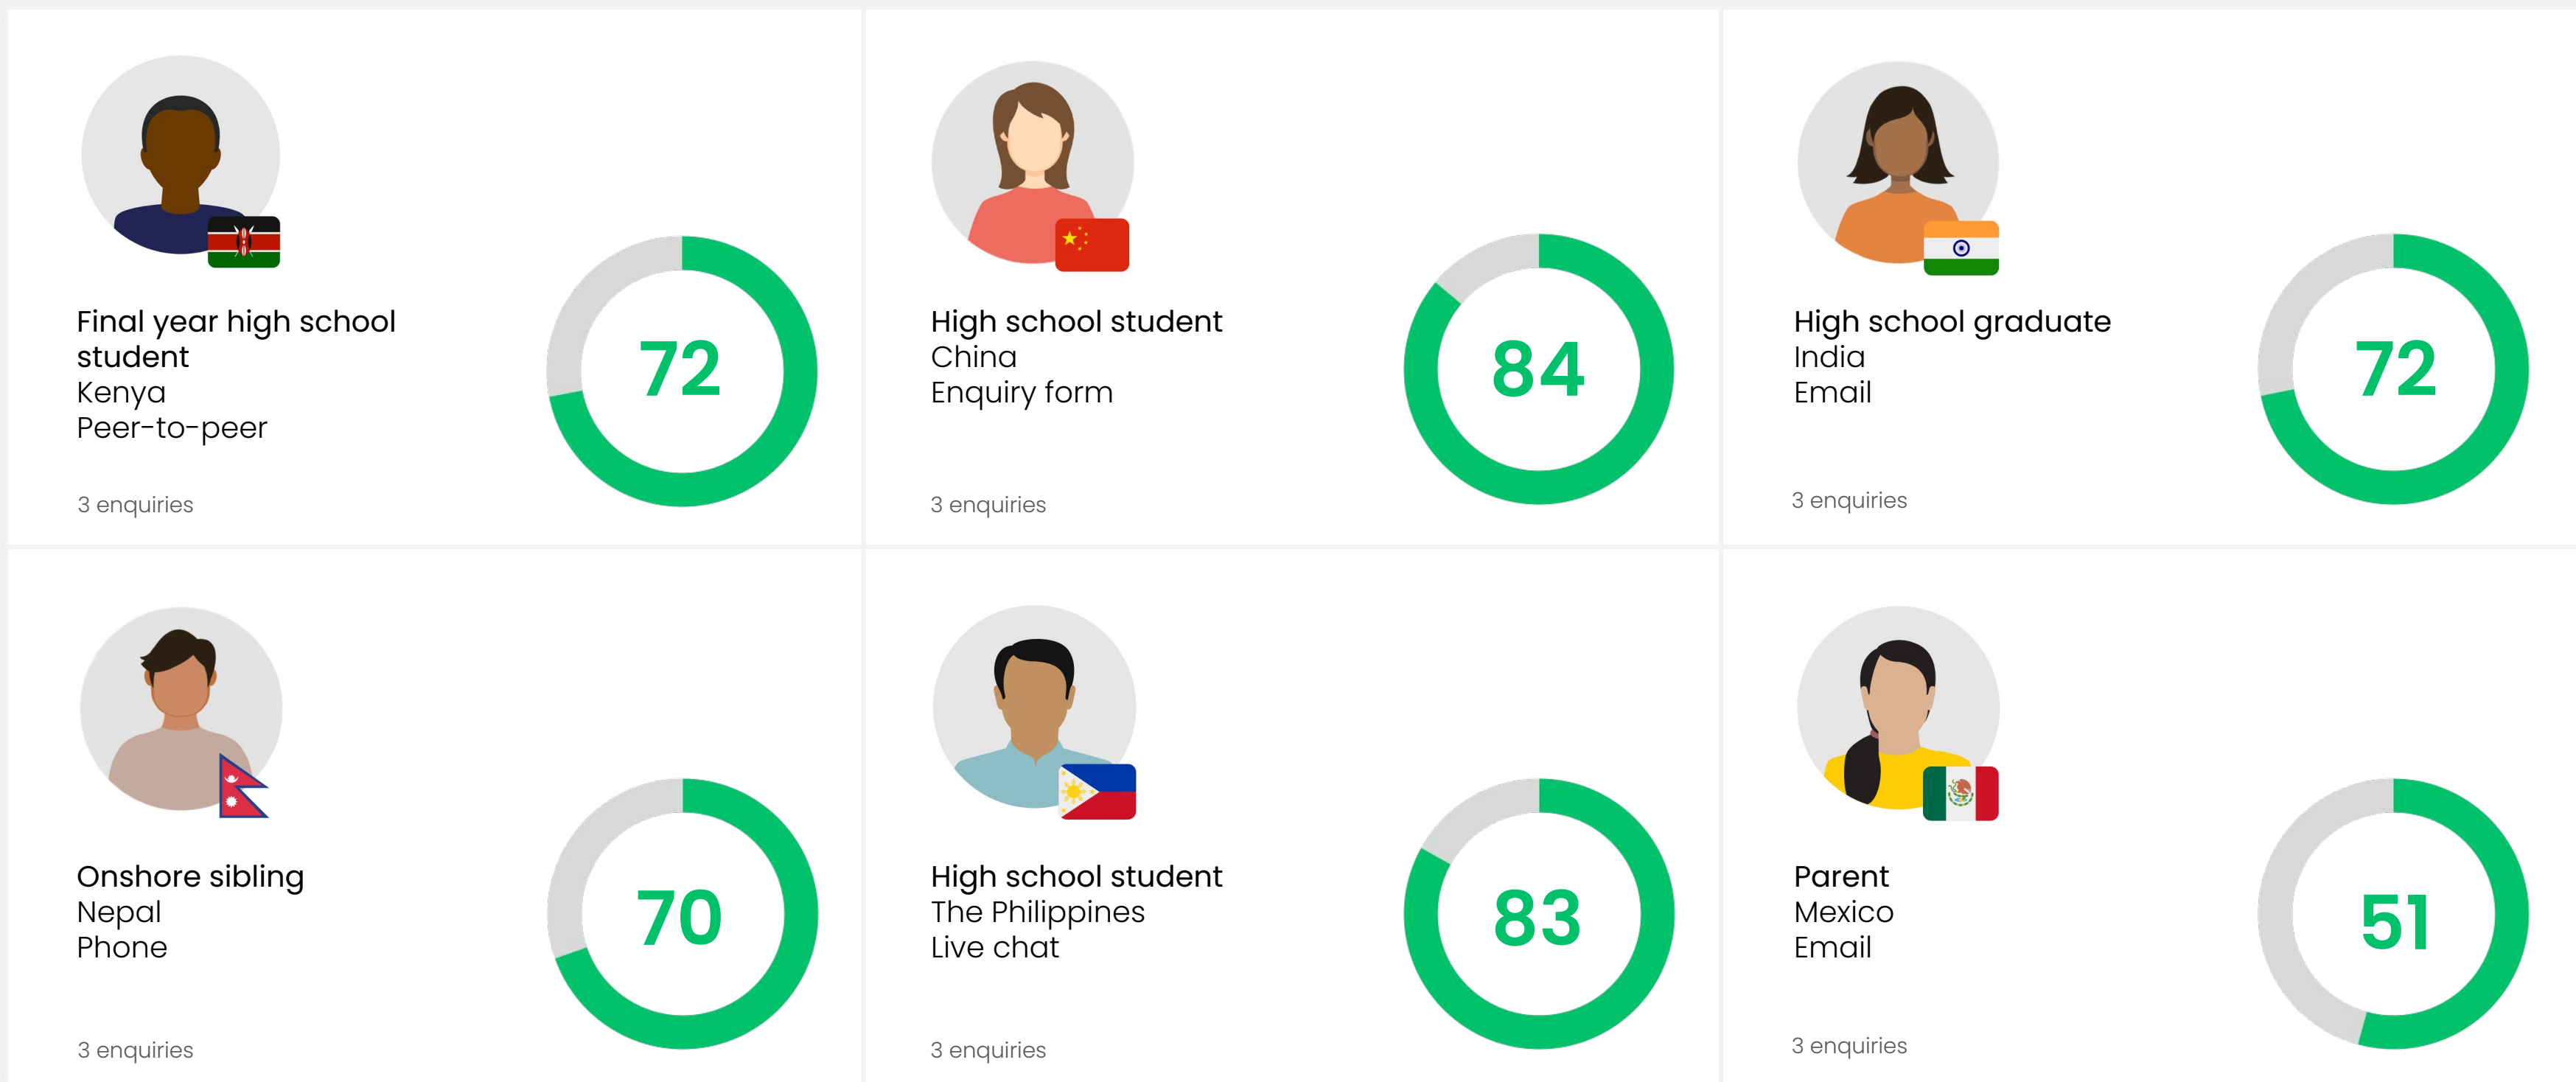 Final year high school
student
Kenya
Peer-to-peer
72
3 enquiries
High school student
China
Enquiry form
84
3 enquiries
High school graduate
India
Email
72
3 enquiries
Onshore sibling
Nepal
Phone
70
3 enquiries
High school student
The Philippines
Live chat
83
3 enquiries
Parent
Mexico
Email
51
3 enquiries